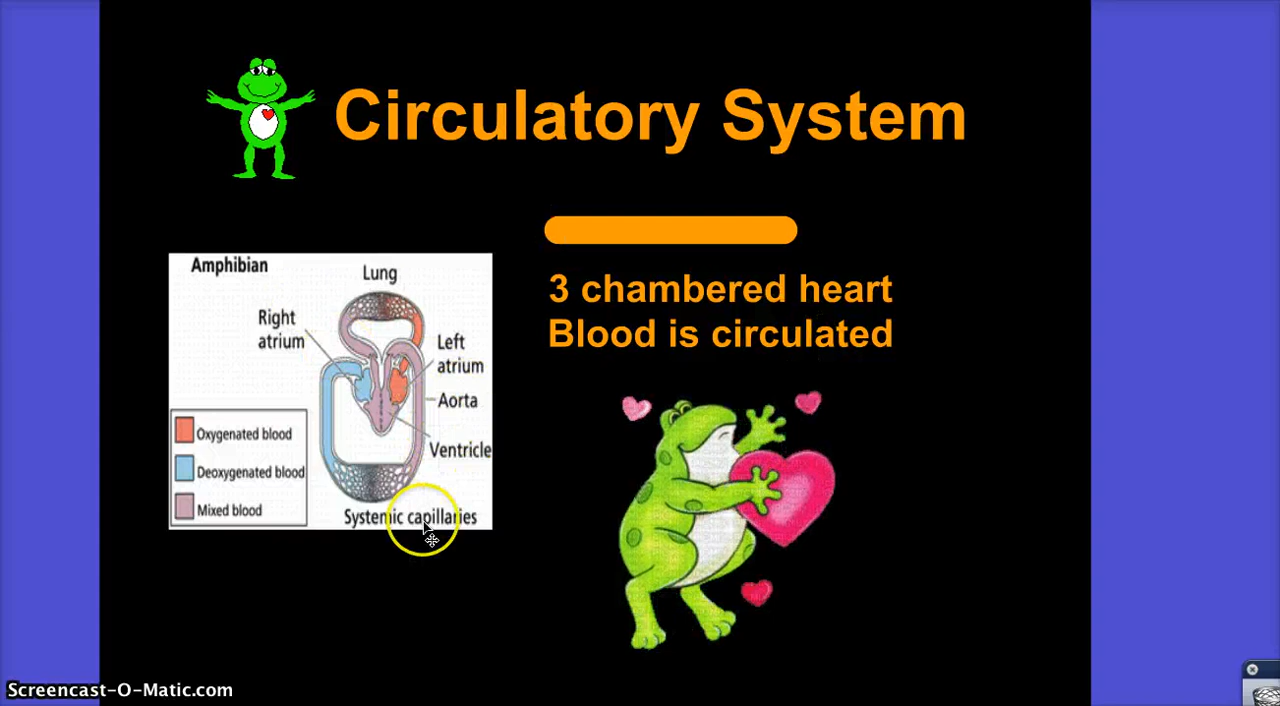 Circulatory System
Amphibian
Lung
Right
atrium
Left
atrium
Aorta
Ventricle
Oxygenated blood
Deoxygenated blood
Mixed blood
Systemic capillaries
3 chambered heart
Blood is circulated
Screencast-O-Matic.com